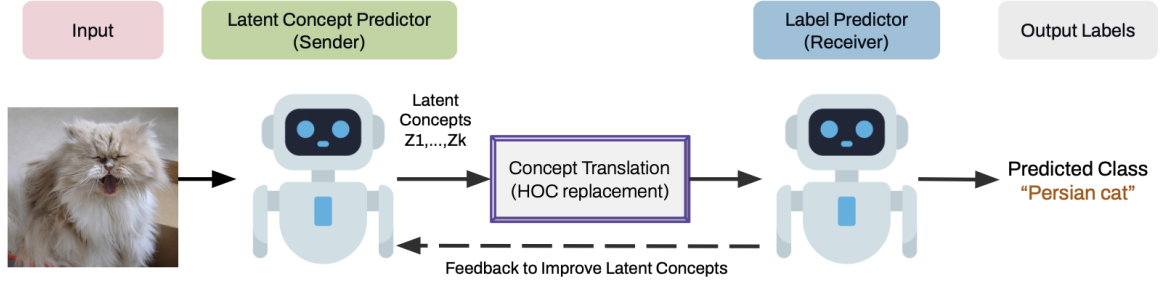 Input
Latent Concept Predictor
(Sender)
Label Predictor
(Receiver)
Output Labels
Latent
Concepts
Z1,...,Zk
Concept Translation
(HOC replacement)
Predicted Class
“Persian cat”
Feedback to Improve Latent Concepts